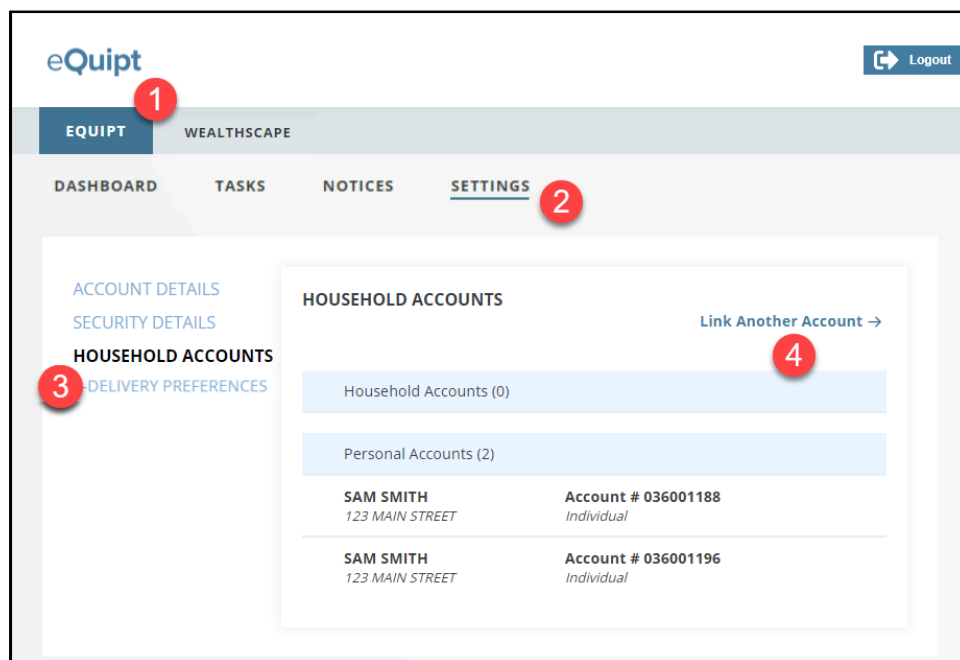 eQuipt
Logout
1
EQUIPT WEALTHSCAPE
DASHBOARD TASKS NOTICES SETTINGS
2
ACCOUNT DETAILS
SECURITY DETAILS
HOUSEHOLD ACCOUNTS
3 -DELIVERY PREFERENCES
HOUSEHOLD ACCOUNTS
Link Another Account →
4
Household Accounts (0)
Personal Accounts (2)
SAM SMITH Account # 036001188
123 MAIN STREET Individual
SAM SMITH Account # 036001196
123 MAIN STREET Individual